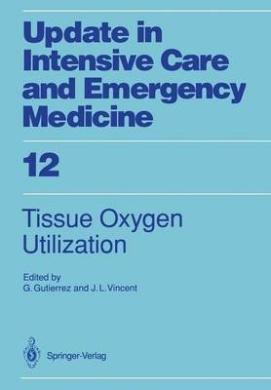 Update in
Intensive Care
and Emergency
Medicine
12
Tissue Oxygen
Utilization
Edited by
G. Gutierrez and J. L. Vincent
Springer-Verlag